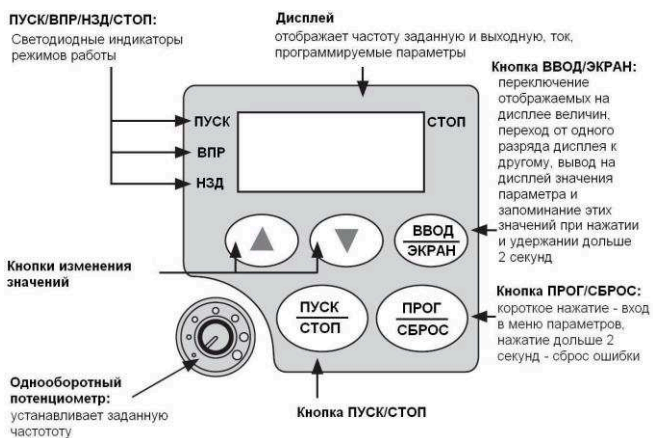 ПУСК/ВПР/НЗД/СТОП:
Светодиодные индикаторы
режимов работы
Дисплей
отображает частоту заданную и выходную, ток,
программируемые параметры
Кнопка ВВОД/ЭКРАН:
переключение
отображаемых на
дисплее величин,
переход от одного
разряда дисплея к
другому, вывод на
дисплей значения
параметра и
запоминание этих
значений при нажатии
и удержании дольше
2 секунд
ПУСК
СТОП
ВПР
НЗД
ВВОД
ЭКРАН
Кнопки изменения
значений
ПУСК
СТОП
ПРОГ
СБРОС
Кнопка ПРОГ/СБРОС:
короткое нажатие - вход
в меню параметров,
нажатие дольше 2
секунд - сброс ошибки
Однооборотный
потенциометр:
устанавливает заданную
частототу
Кнопка ПУСК/СТОП